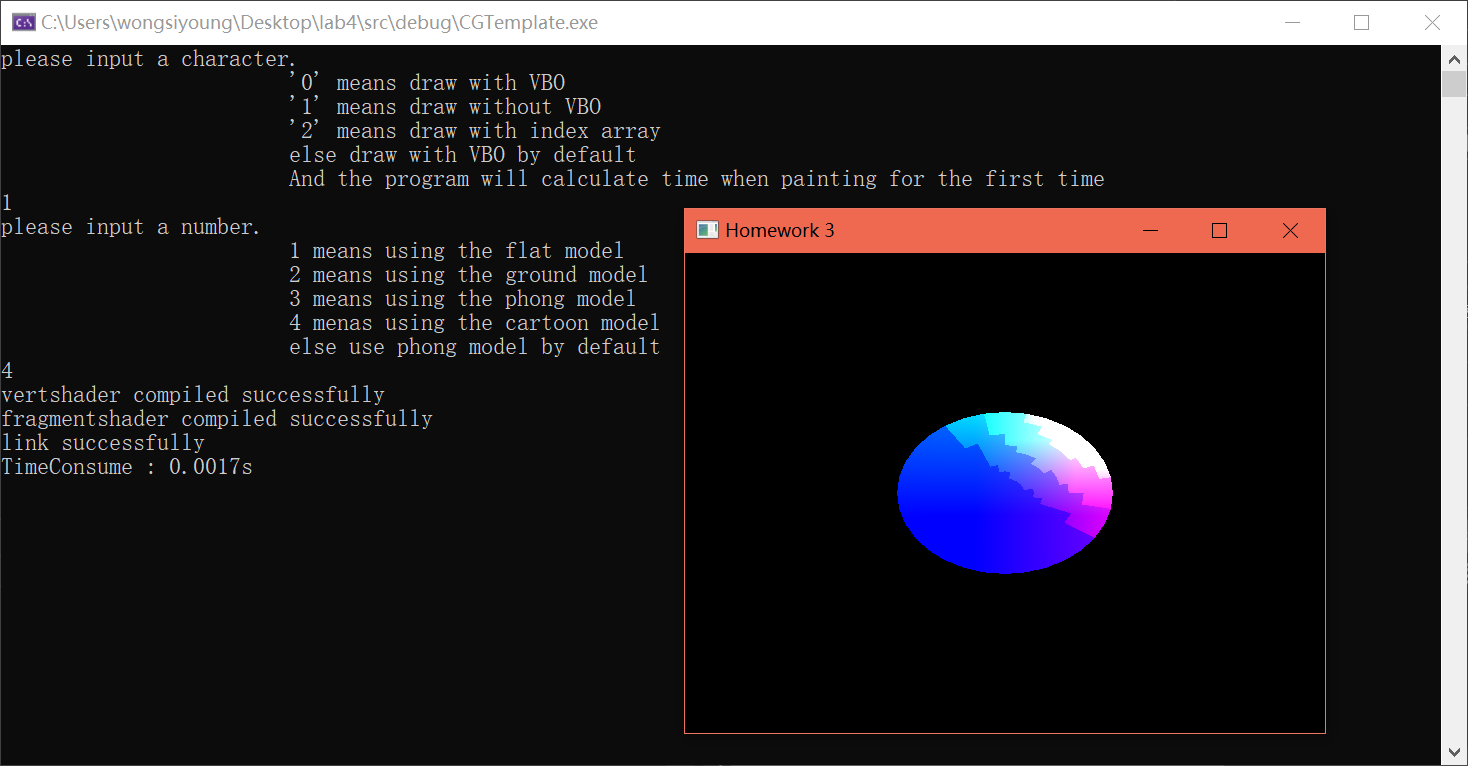 C:\Users\wongsiyoung\Desktop\lab4\src\debug\CGTemplate.exe
please input a character.
'0' means draw with VBO
'1' means draw without VBO
'2' means draw with index array
else draw with VBO by default
And the program will calculate time when painting for the first time
1
please input a number.
1 means using the flat model
2 means using the ground model
3 means using the phong model
4 menas using the cartoon model
else use phong model by default
4
vertshader compiled successfully
fragmentshader compiled successfully
link successfully
TimeConsume : 0.0017s
Homework 3